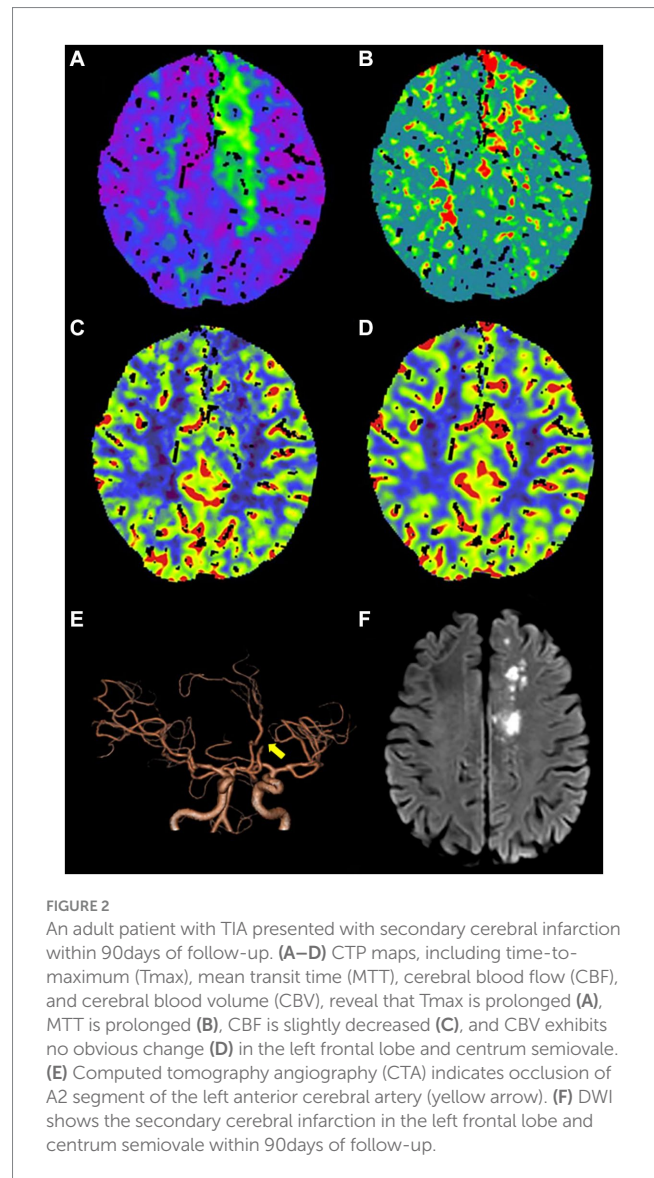 A
B
C
D
E
F
FIGURE 2
An adult patient with TIA presented with secondary cerebral infarction
within 90days of follow-up. (A–D) CTP maps, including time-to-
maximum (Tmax), mean transit time (MTT), cerebral blood flow (CBF),
and cerebral blood volume (CBV), reveal that Tmax is prolonged (A),
MTT is prolonged (B), CBF is slightly decreased (C), and CBV exhibits
no obvious change (D) in the left frontal lobe and centrum semiovale.
(E) Computed tomography angiography (CTA) indicates occlusion of
A2 segment of the left anterior cerebral artery (yellow arrow). (F) DWI
shows the secondary cerebral infarction in the left frontal lobe and
centrum semiovale within 90days of follow-up.